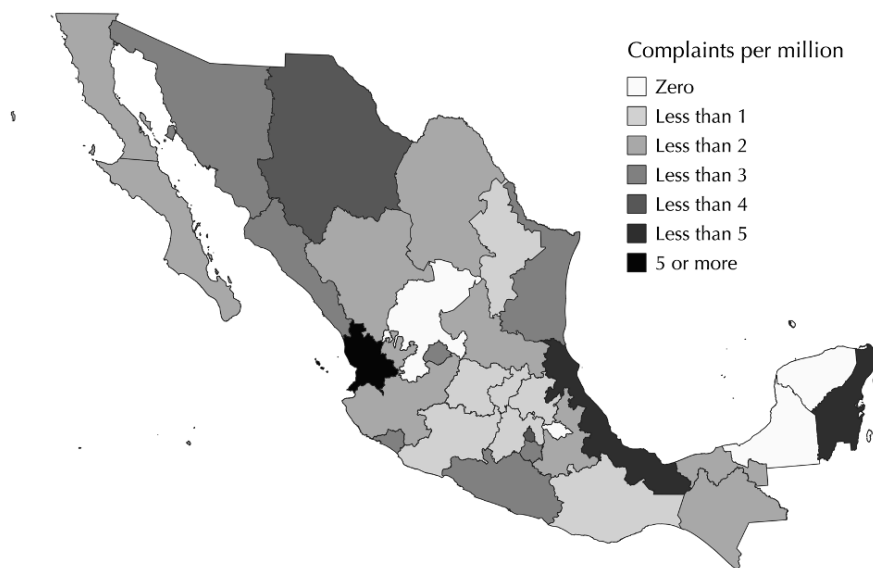 Complaints per million
Zero
Less than 1
Less than 2
Less than 3
Less than 4
Less than 5
5 or more